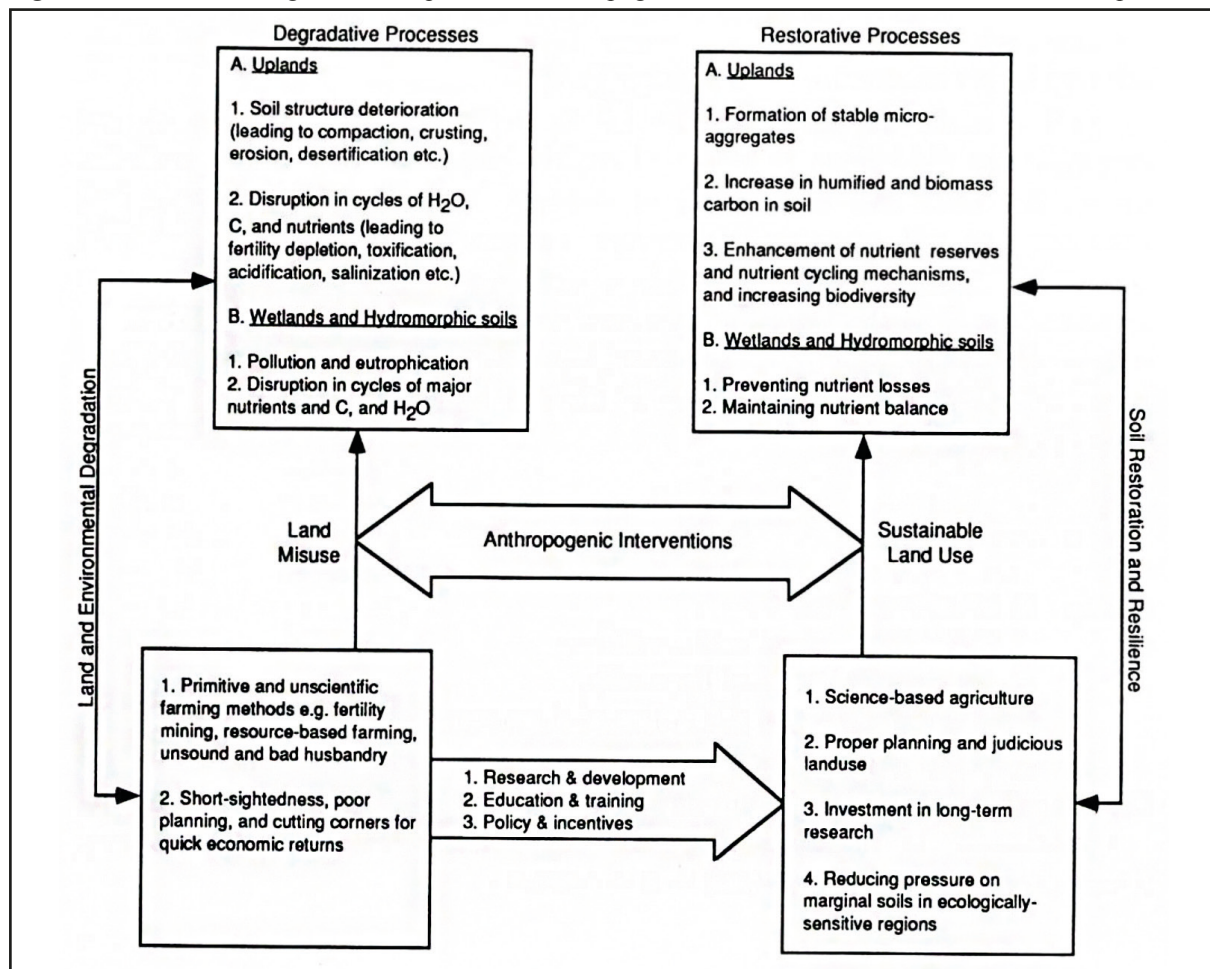 Degradative Processes
A. Uplands
1. Soil structure deterioration
(leading to compaction, crusting,
erosion, desertification etc.)
2. Disruption in cycles of H₂O,
C, and nutrients (leading to
fertility depletion, toxification,
acidification, salinization etc.)
B. Wetlands and Hydromorphic soils
1. Pollution and eutrophication
2. Disruption in cycles of major
nutrients and C, and H₂O
Restorative Processes
A. Uplands
1. Formation of stable micro-
aggregates
2. Increase in humified and biomass
carbon in soil
3. Enhancement of nutrient reserves
and nutrient cycling mechanisms,
and increasing biodiversity
B. Wetlands and Hydromorphic soils
1. Preventing nutrient losses
2. Maintaining nutrient balance
Land and Environmental Degradation
Land
Misuse
Anthropogenic Interventions
Sustainable
Land Use
Soil Restoration and Resilience
1. Primitive and unscientific
farming methods e.g. fertility
mining, resource-based farming,
unsound and bad husbandry
2. Short-sightedness, poor
planning, and cutting corners for
quick economic returns
1. Research & development
2. Education & training
3. Policy & incentives
1. Science-based agriculture
2. Proper planning and judicious
landuse
3. Investment in long-term
research
4. Reducing pressure on
marginal soils in ecologically-
sensitive regions